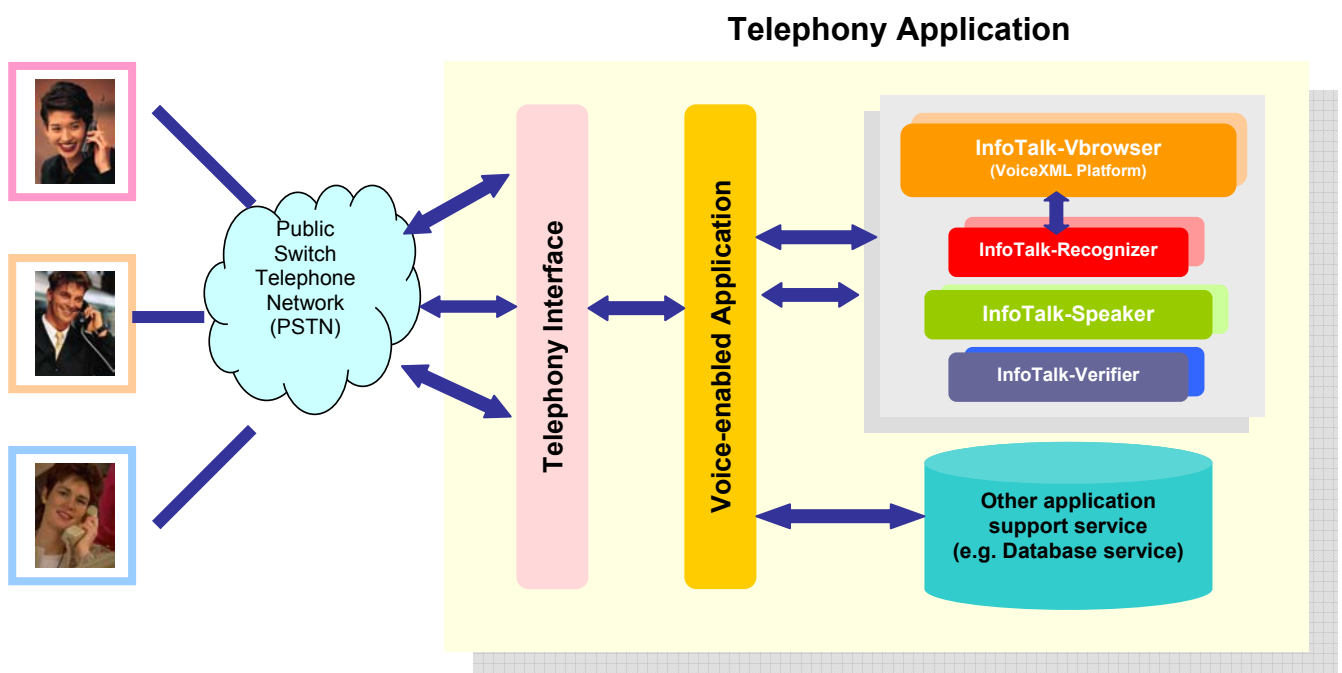 Telephony Application
Public
Switch
Telephone
Network
(PSTN)
Telephony Interface
Voice-enabled Application
InfoTalk-Vbrowser
(VoiceXML Platform)
InfoTalk-Recognizer
InfoTalk-Speaker
InfoTalk-Verifier
Other application
support service
(e.g. Database service)